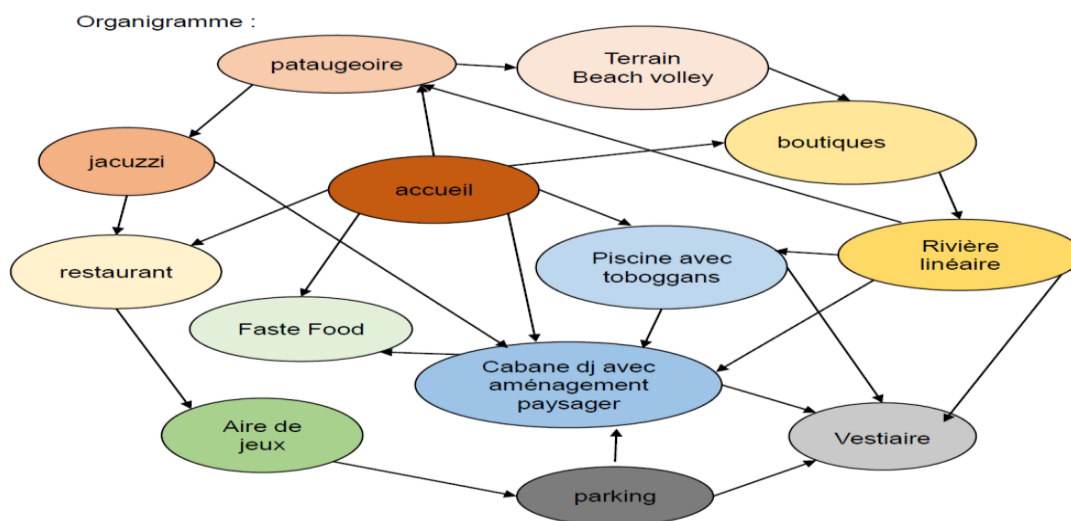 Organigramme :
pataugeoire
Terrain
Beach volley
boutiques
jacuzzi
accueil
restaurant
Piscine avec
toboggans
Rivière
linéaire
Faste Food
Cabane dj avec
aménagement
paysager
Aire de
jeux
Vestiaire
parking